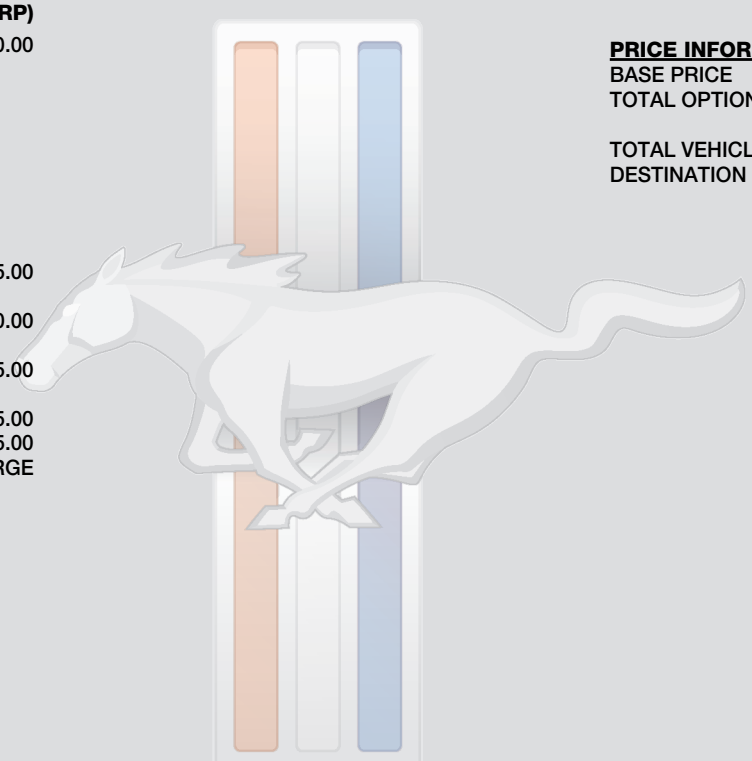 RP)
0.00
5.00
0.00
5.00
5.00
5.00
RGE
PRICE INFOR
BASE PRICE
TOTAL OPTION
TOTAL VEHICL
DESTINATION